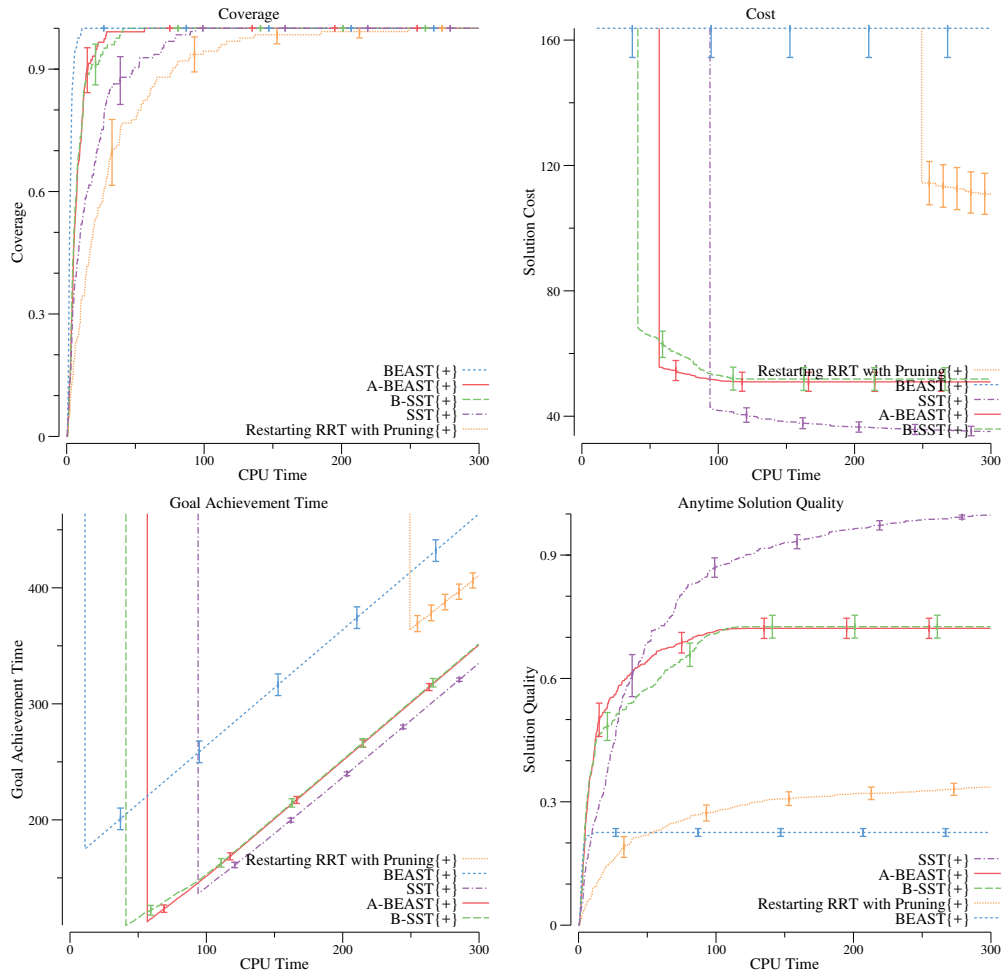 Coverage
Coverage
0.9
0.6
0.3
0
BEAST{+}
A-BEAST{+}
B-SST{+}
SST{+}
Restarting RRT with Pruning{+}
0
100
200
300
CPU Time
Cost
Solution Cost
160
120
80
40
Restarting RRT with Pruning{+}
BEAST{+}
SST{+}
A-BEAST{+}
B-SST{+}
0
100
200
300
CPU Time
Goal Achievement Time
Goal Achievement Time
400
300
200
Restarting RRT with Pruning{+}
BEAST{+}
SST{+}
A-BEAST{+}
B-SST{+}
0
100
200
300
CPU Time
Anytime Solution Quality
Solution Quality
0.9
0.6
0.3
0
SST{+}
A-BEAST{+}
B-SST{+}
Restarting RRT with Pruning{+}
BEAST{+}
0
100
200
300
CPU Time